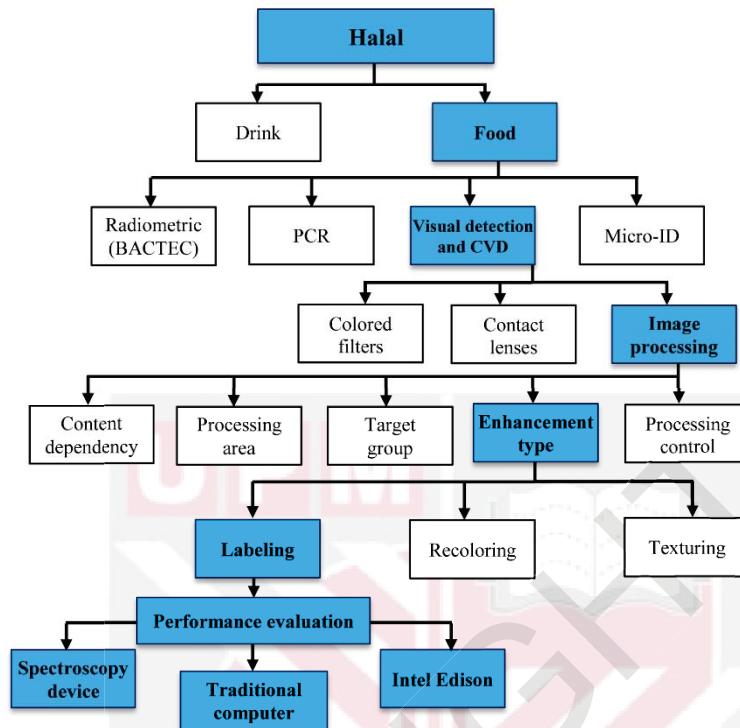 Halal
Drink
Food
Radiometric
(BACTEC)
PCR
Visual detection
and CVD
Micro-ID
Colored
filters
Contact
lenses
Image
processing
Content
dependency
Processing
area
Target
group
Enhancement
type
Processing
control
UPM
Labeling
Recoloring
Texturing
Performance evaluation
Spectroscopy
device
Traditional
computer
Intel Edison